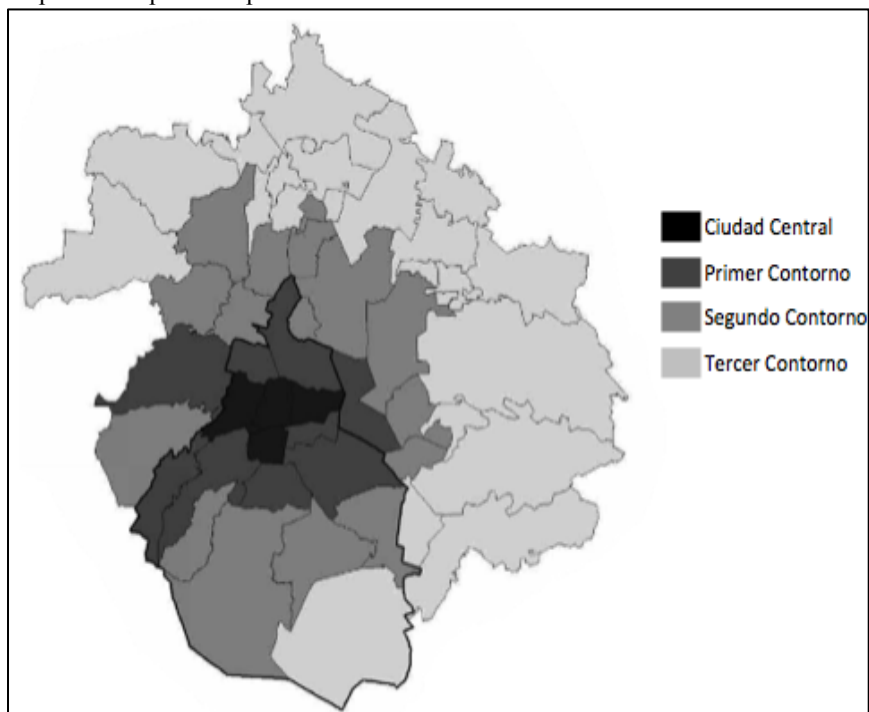 Ciudad Central
Primer Contorno
Segundo Contorno
Tercer Contorno